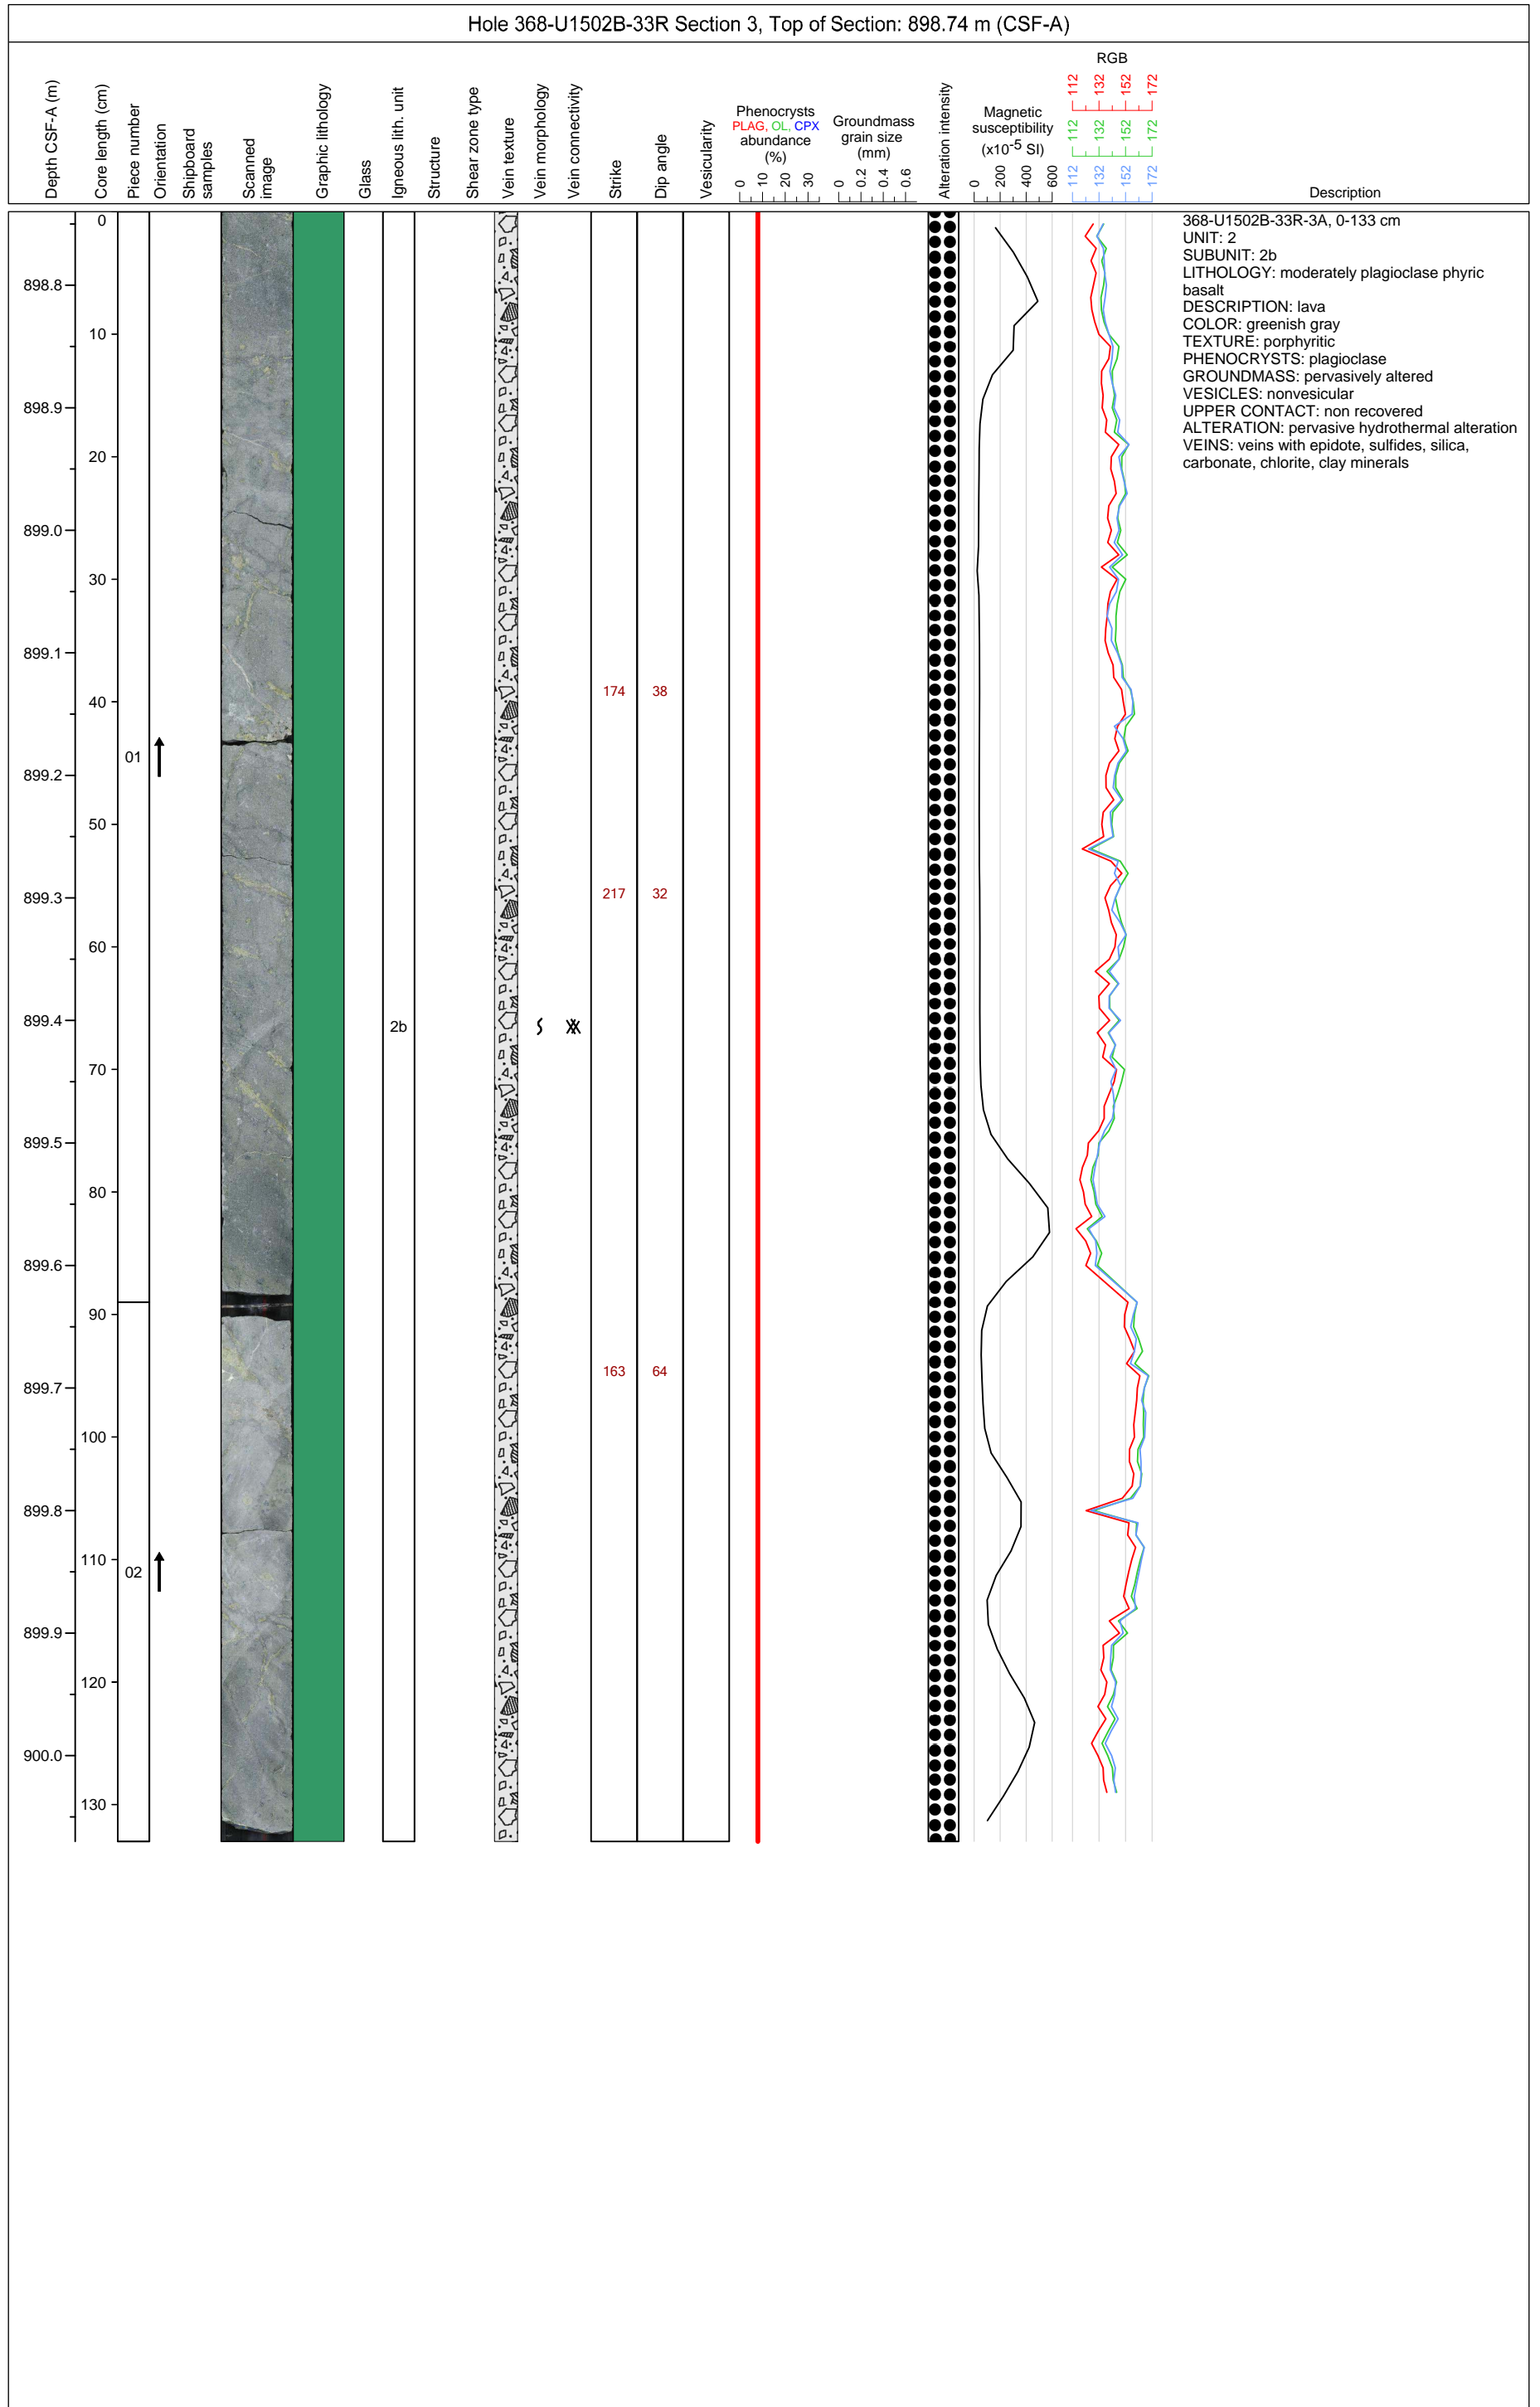 Hole 368-U1502B-33R Section 3, Top of Section: 898.74 m (CSF-A)
Depth CSF-A (m)
Core length (cm)
Piece number
Orientation
Shipboard
samples
Scanned
image
Graphic lithology
Glass
Igneous lith. unit
Structure
Shear zone type
Vein texture
Vein morphology
Vein connectivity
Strike
Dip angle
Vesicularity
Phenocrysts
PLAG, OL, CPX
abundance
(%)
0 10 20 30
Groundmass
grain size
(mm)
0 0.2 0.4 0.6
Alteration intensity
Magnetic
susceptibility
(x10-5 SI)
0 200 400 600
RGB
112 132 152 172
112 132 152 172
112 132 152 172
Description
368-U1502B-33R-3A, 0-133 cm
UNIT: 2
SUBUNIT: 2b
LITHOLOGY: moderately plagioclase phyric
basalt
DESCRIPTION: lava
COLOR: greenish gray
TEXTURE: porphyritic
PHENOCRYSTS: plagioclase
GROUNDMASS: pervasively altered
VESICLES: nonvesicular
UPPER CONTACT: non recovered
ALTERATION: pervasive hydrothermal alteration
VEINS: veins with epidote, sulfides, silica,
carbonate, chlorite, clay minerals
0
898.8
10
898.9
20
899.0
30
899.1
40
174 38
01
899.2
50
899.3
217 32
60
899.4
2b
70
899.5
80
899.6
90
163 64
899.7
100
899.8
110
02
899.9
120
900.0
130